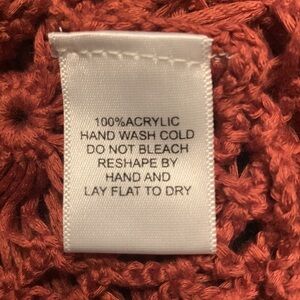 100%ACRYLIC
HAND WASH COLD
DO NOT BLEACH
RESHAPE BY
HAND AND
LAY FLAT TO DRY